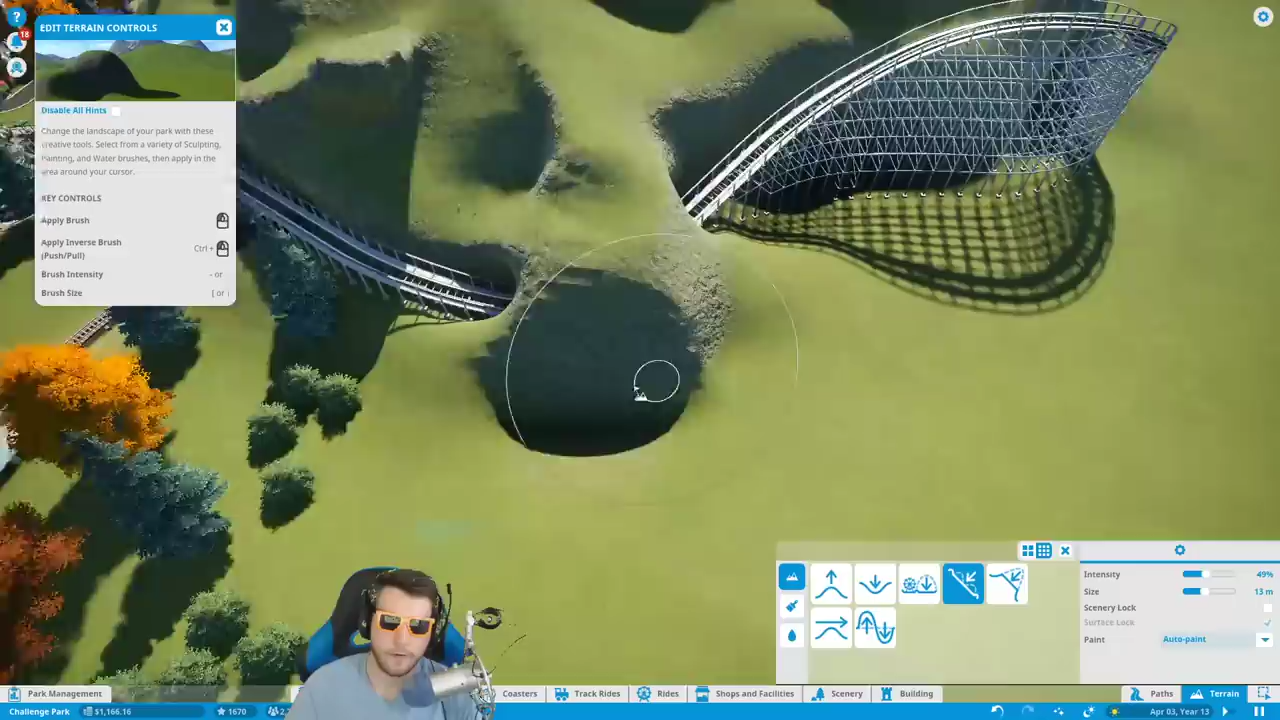 EDIT TERRAIN CONTROLS
18
Disable All Hints
Change the landscape of your park with these
creative tools. Select from a variety of Sculpting,
Painting, and Water brushes, then apply in the
area around your cursor.
KEY CONTROLS
Apply Brush
Apply Inverse Brush
(Push/Pull)
Ctrl +
Brush Intensity
- or
Brush Size
[ or
Intensity
49%
Size
13 m
Scenery Lock
Surface Lock
Paint
Auto-paint
Park Management
Coasters
Track Rides
Rides
Shops and Facilities
Scenery
Building
Paths
Terrain
Challenge Park
$1,166.16
1670
Apr 03, Year 13